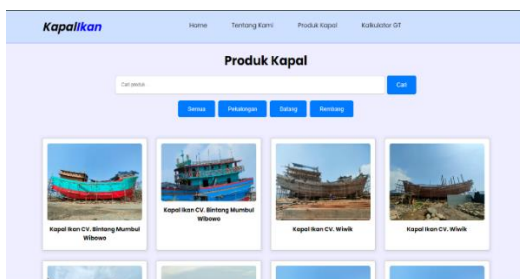 KapalIkan
Home Tentang Kami Produk Kapal Kalkulator GT
Produk Kapal
Cari
Semua Pekalongan Batang Rembang
Kapal Ikan CV. Bintang Mumbul
Wibowo
Kapal Ikan CV. Bintang Mumbul
Wibowo
Kapal Ikan CV. Wiwik
Kapal Ikan CV. Wiwik